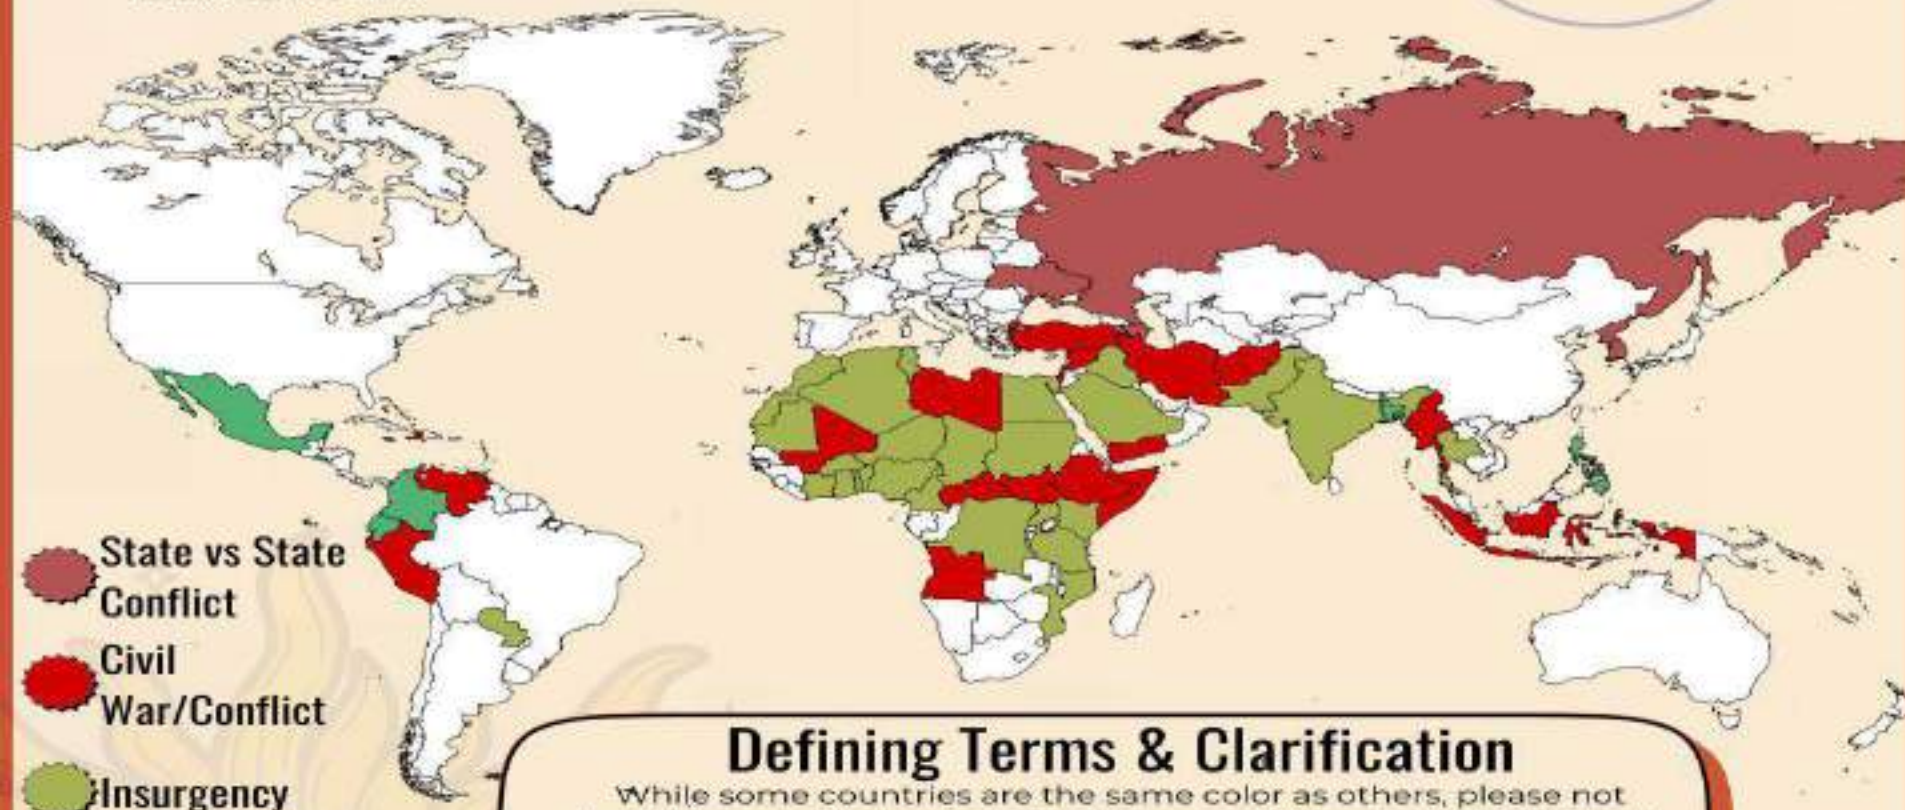 State vs State
Conflict
Civil
War/Conflict
Insurgency
Defining Terms & Clarification
While some countries are the same color as others, please not